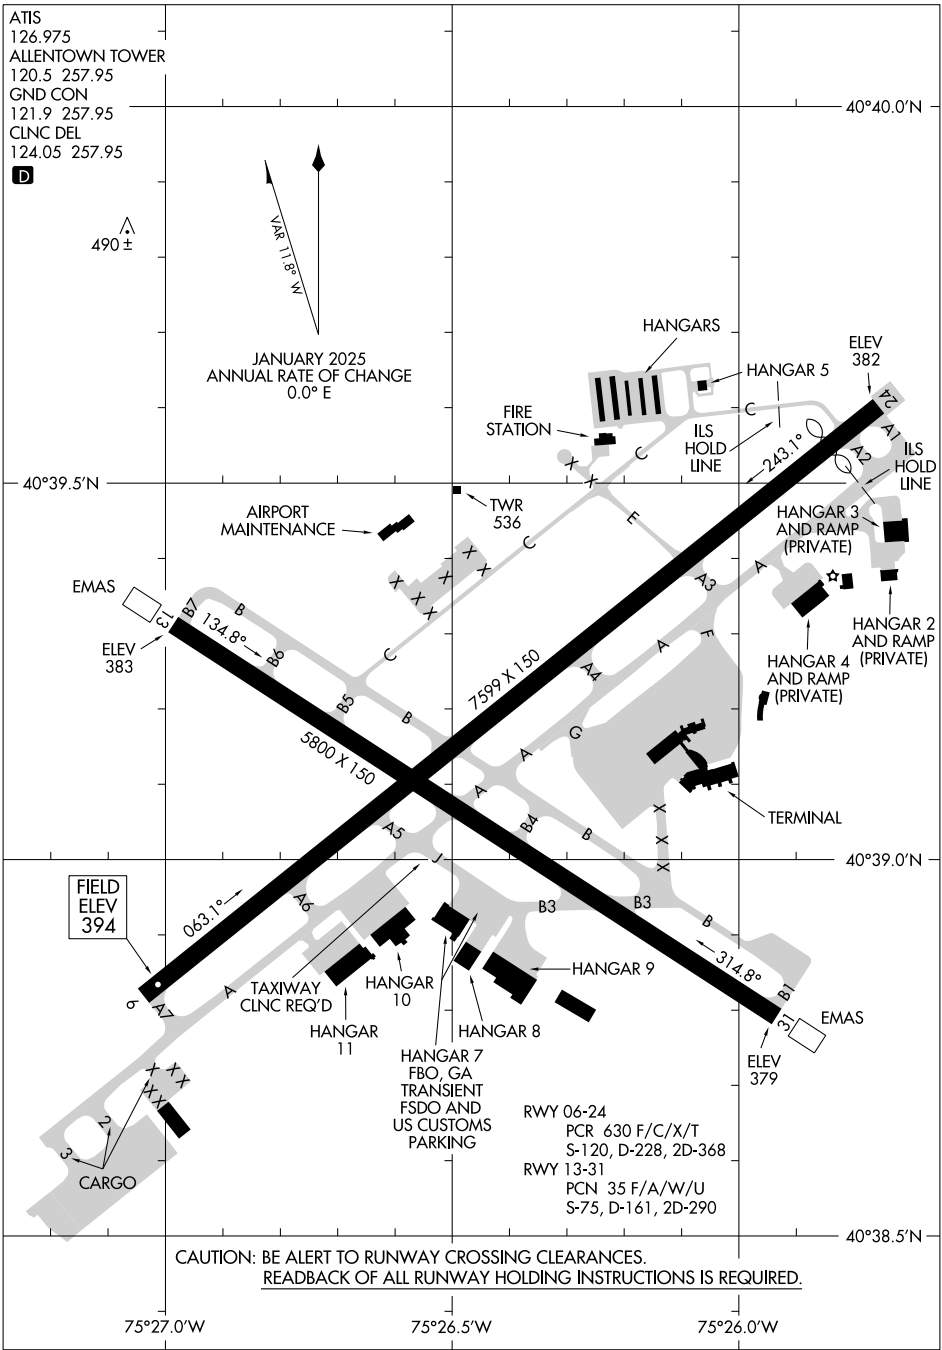 ATIS
126.975
ALLENTOWN TOWER
120.5 257.95
GND CON
121.9 257.95
CLNC DEL
124.05 257.95
D
40°40.0'N
490 ±
VAR 11.8° W
JANUARY 2025
ANNUAL RATE OF CHANGE
0.0° E
HANGARS
HANGAR 5
ELEV
382
24
C
FIRE
STATION
ILS
HOLD
LINE
A1
A2
ILS
HOLD
LINE
C
X
X
243.1°
40°39.5'N
AIRPORT
MAINTENANCE
TWR
536
E
HANGAR 3
AND RAMP
(PRIVATE)
C
X
X
X
X
X
X
A3
A
EMAS
13
B7
B
134.8°
B6
ELEV
383
F
HANGAR 2
AND RAMP
(PRIVATE)
HANGAR 4
AND RAMP
(PRIVATE)
C
A
A4
7599 X 150
B5
B
G
A
5800 X 150
A
A5
B4
B
X
X
X
TERMINAL
J
40°39.0'N
FIELD
ELEV
394
063.1°
A6
B3
B3
B
314.8°
HANGAR 9
TAXIWAY
CLNC REQ'D
HANGAR
10
HANGAR
11
HANGAR 8
A
6
A7
B1
31
EMAS
ELEV
379
HANGAR 7
FBO, GA
TRANSIENT
FSDO AND
US CUSTOMS
PARKING
X
X
X
X
X
2
3
CARGO
RWY 06-24
PCR 630 F/C/X/T
S-120, D-228, 2D-368
RWY 13-31
PCN 35 F/A/W/U
S-75, D-161, 2D-290
40°38.5'N
CAUTION: BE ALERT TO RUNWAY CROSSING CLEARANCES.
READBACK OF ALL RUNWAY HOLDING INSTRUCTIONS IS REQUIRED.
75°27.0'W
75°26.5'W
75°26.0'W